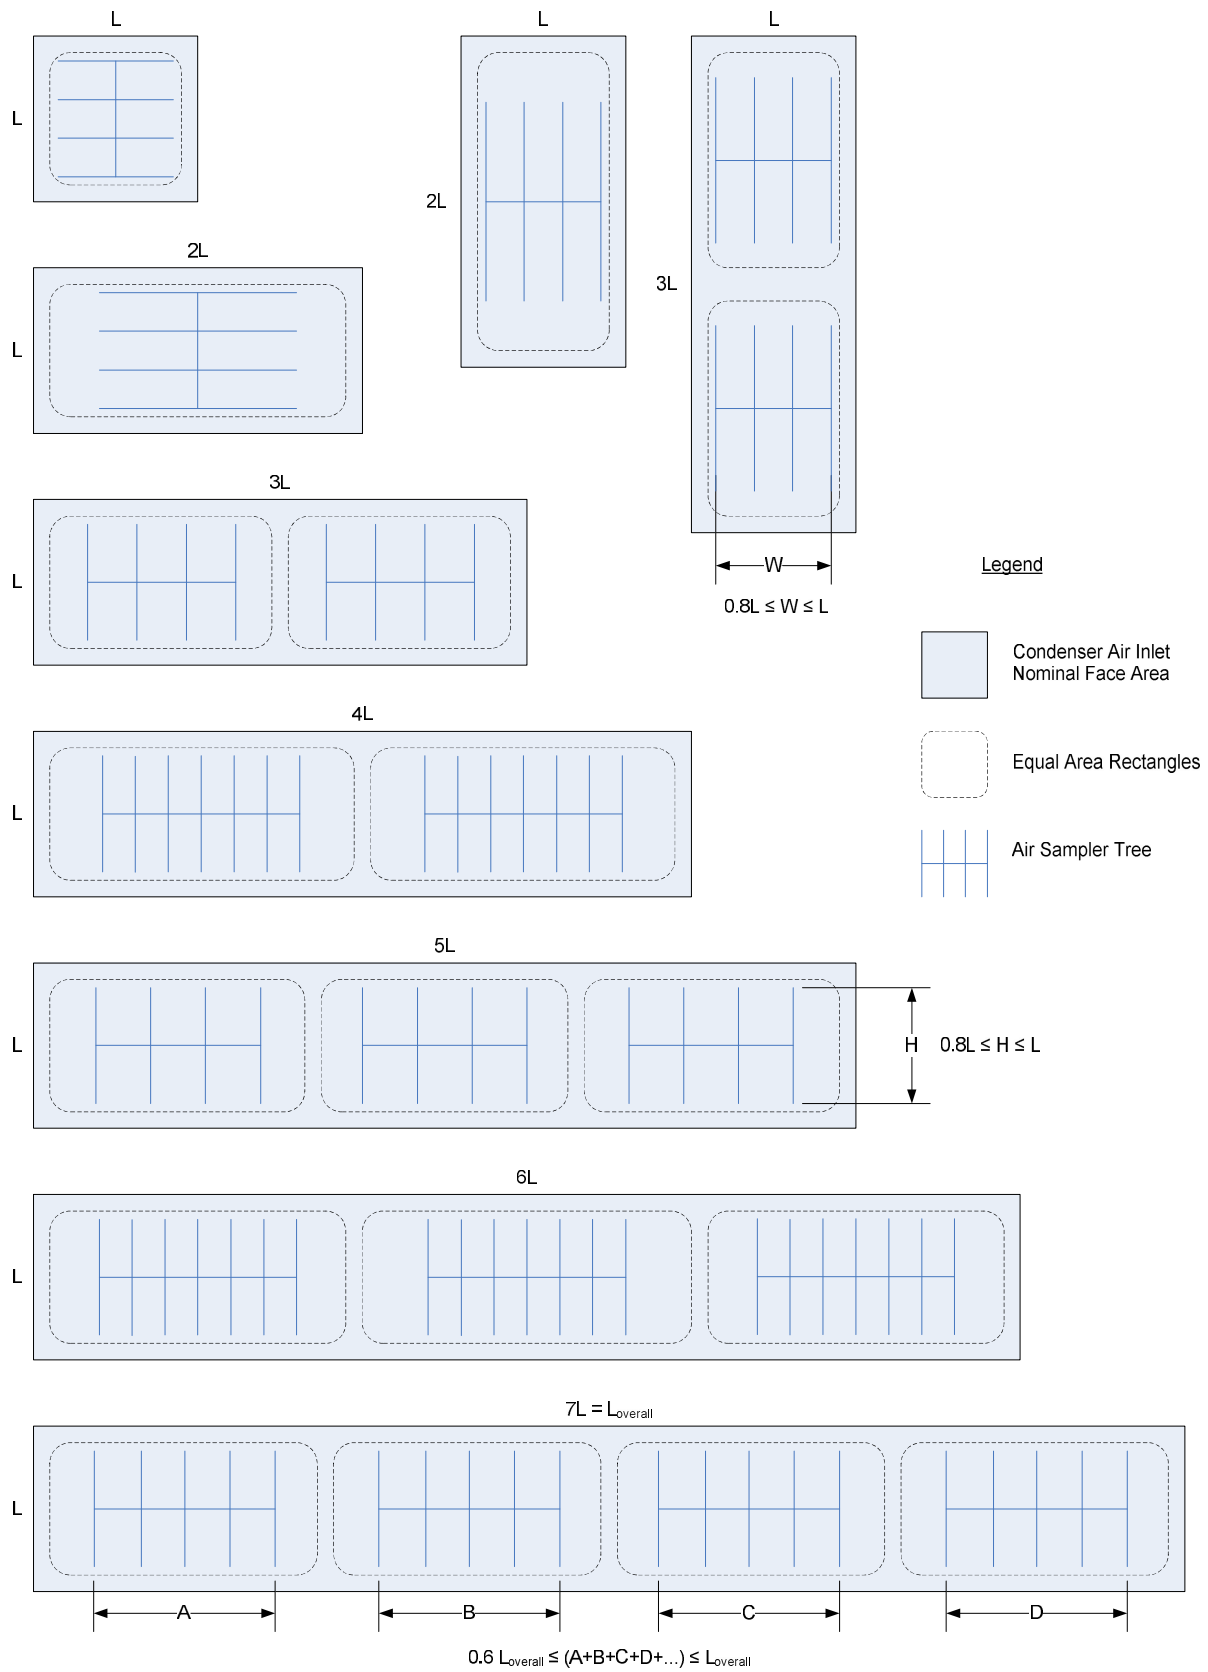 L
L
L
L
2L
3L
2L
L
3L
L
W
0.8L ≤ W ≤ L
Legend
Condenser Air Inlet
Nominal Face Area
Equal Area Rectangles
Air Sampler Tree
4L
L
5L
L
H
0.8L ≤ H ≤ L
6L
L
7L = Loverall
L
A
B
C
D
0.6 Loverall ≤ (A+B+C+D+...) ≤ Loverall